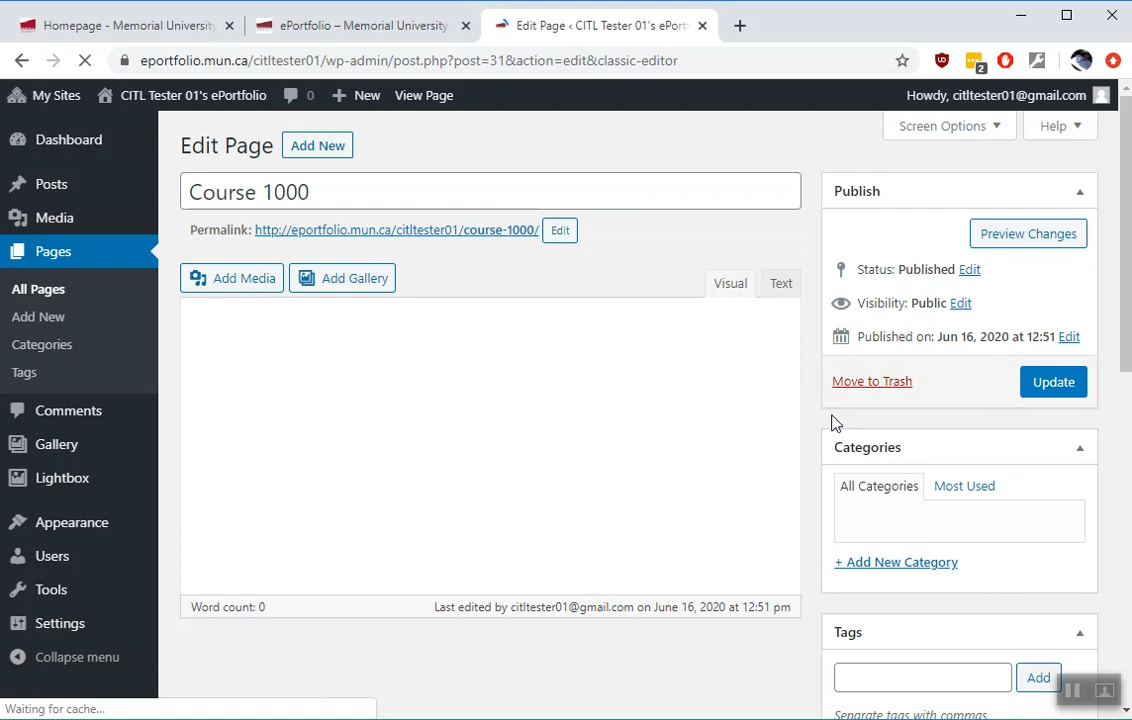 Homepage - Memorial University
ePortfolio – Memorial University
Edit Page ‹ CITL Tester 01's ePort
eportfolio.mun.ca/citltester01/wp-admin/post.php?post=31&action=edit&classic-editor
2
My Sites
CITL Tester 01's ePortfolio
0
New
View Page
Howdy, citltester01@gmail.com
Dashboard
Posts
Media
Pages
All Pages
Add New
Categories
Tags
Comments
Gallery
Lightbox
Appearance
Users
Tools
Settings
Collapse menu
Screen Options
Help
Edit Page
Add New
Course 1000
Permalink: http://eportfolio.mun.ca/citltester01/course-1000/ Edit
Add Media
Add Gallery
Visual
Text
Word count: 0
Last edited by citltester01@gmail.com on June 16, 2020 at 12:51 pm
Publish
Preview Changes
Status: Published Edit
Visibility: Public Edit
Published on: Jun 16, 2020 at 12:51 Edit
Move to Trash
Update
Categories
All Categories
Most Used
+ Add New Category
Tags
Add
Separate tags with commas
Waiting for cache...